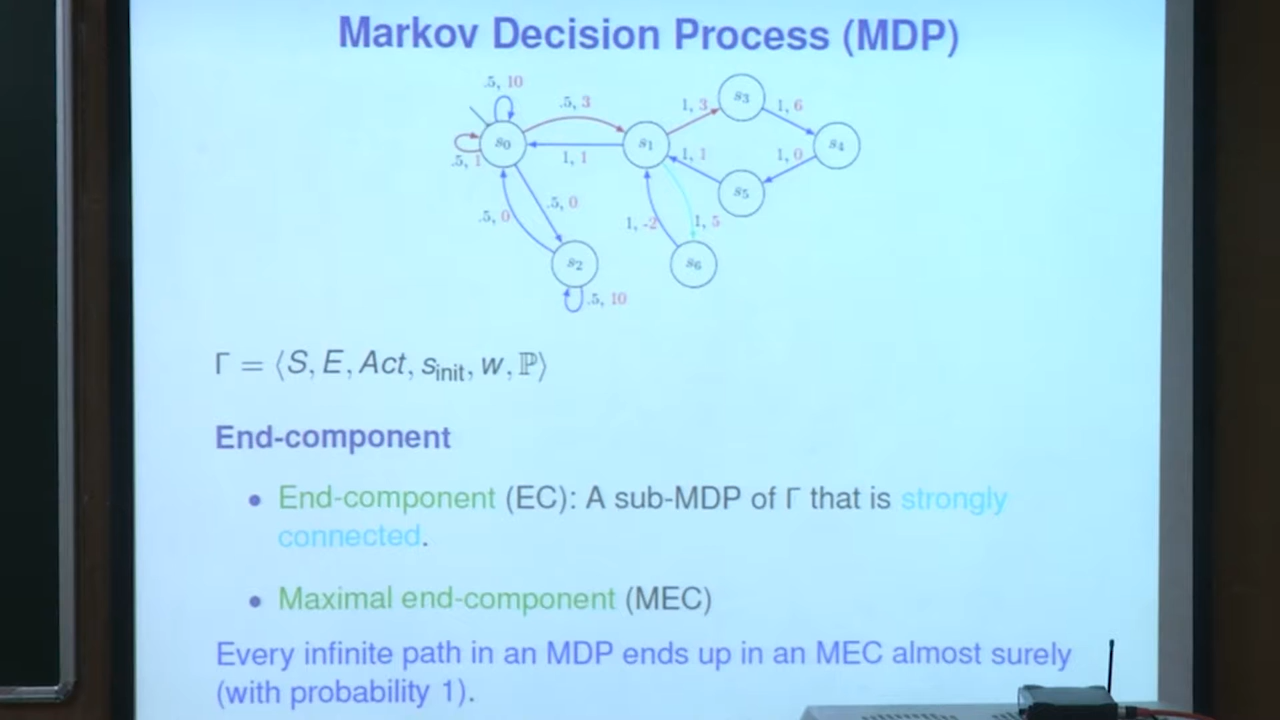 Markov Decision Process (MDP)
.5, 10
.5, 3
1, 3
s3
1, 6
s0
s1
s4
.5, 1
1, 1
1, 1
1, 0
s5
.5, 0
.5, 0
1, -2
1, 5
s2
s6
.5, 10
Γ = ⟨S, E, Act, s_init, w, ℙ⟩
End-component
• End-component (EC): A sub-MDP of Γ that is strongly
connected.
• Maximal end-component (MEC)
Every infinite path in an MDP ends up in an MEC almost surely
(with probability 1).